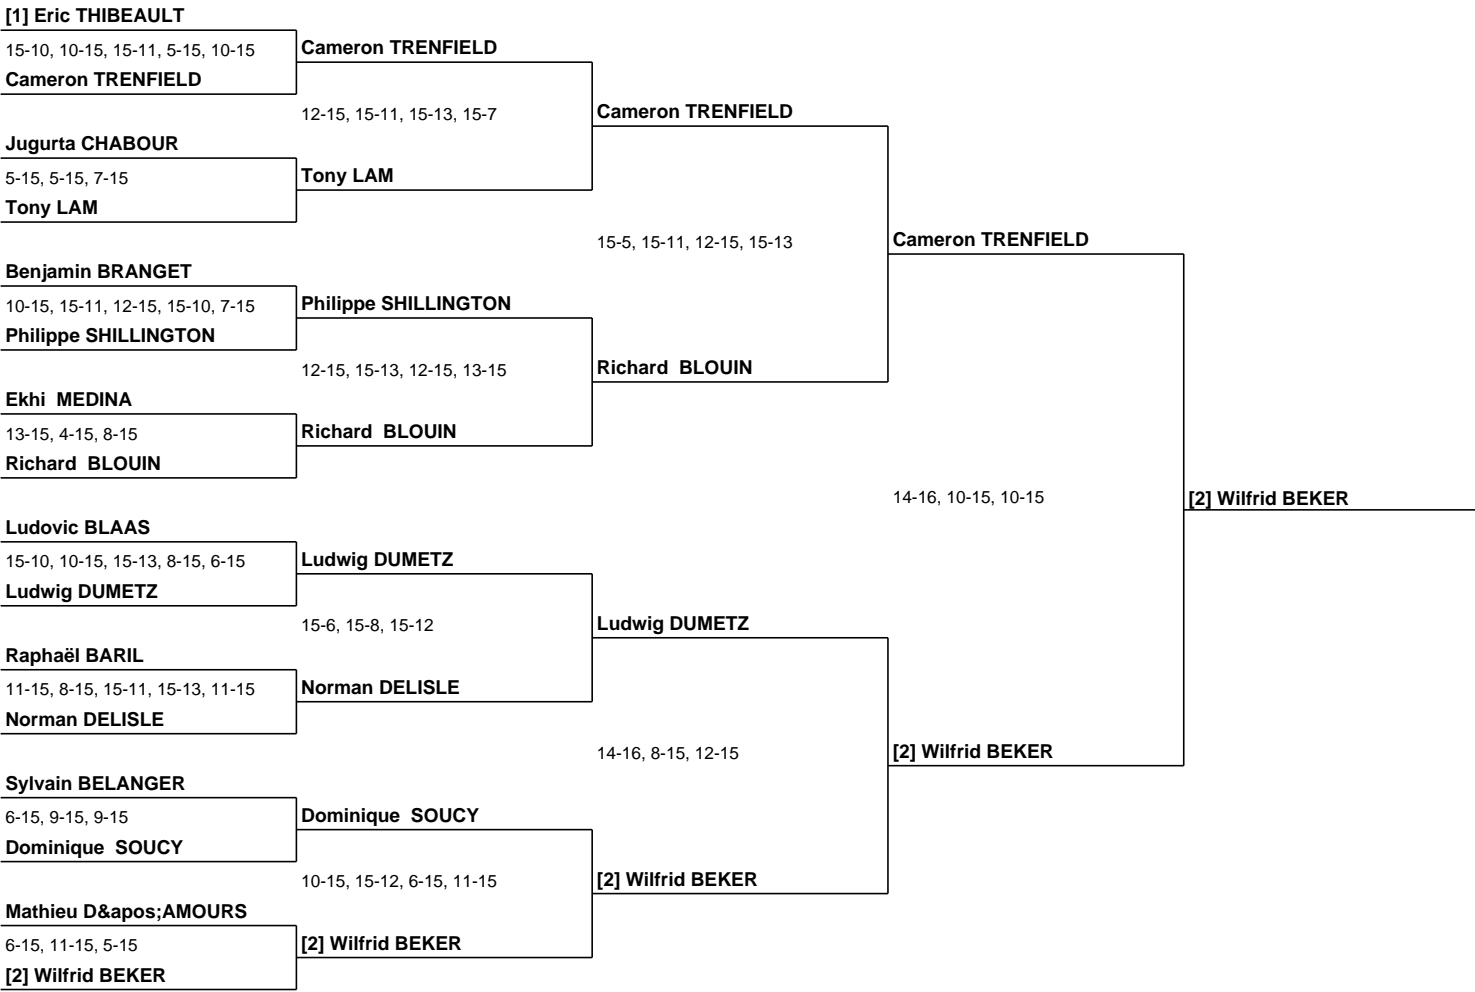 [1] Eric THIBEAULT
15-10, 10-15, 15-11, 5-15, 10-15
Cameron TRENFIELD
Cameron TRENFIELD
12-15, 15-11, 15-13, 15-7
Cameron TRENFIELD
Jugurta CHABOUR
5-15, 5-15, 7-15
Tony LAM
Tony LAM
15-5, 15-11, 12-15, 15-13
Cameron TRENFIELD
Benjamin BRANGET
10-15, 15-11, 12-15, 15-10, 7-15
Philippe SHILLINGTON
Philippe SHILLINGTON
12-15, 15-13, 12-15, 13-15
Richard  BLOUIN
Ekhi  MEDINA
13-15, 4-15, 8-15
Richard  BLOUIN
Richard  BLOUIN
14-16, 10-15, 10-15
[2] Wilfrid BEKER
Ludovic BLAAS
15-10, 10-15, 15-13, 8-15, 6-15
Ludwig DUMETZ
Ludwig DUMETZ
15-6, 15-8, 15-12
Ludwig DUMETZ
Raphaël BARIL
11-15, 8-15, 15-11, 15-13, 11-15
Norman DELISLE
Norman DELISLE
14-16, 8-15, 12-15
[2] Wilfrid BEKER
Sylvain BELANGER
6-15, 9-15, 9-15
Dominique  SOUCY
Dominique  SOUCY
10-15, 15-12, 6-15, 11-15
[2] Wilfrid BEKER
Mathieu D&apos;AMOURS
6-15, 11-15, 5-15
[2] Wilfrid BEKER
[2] Wilfrid BEKER